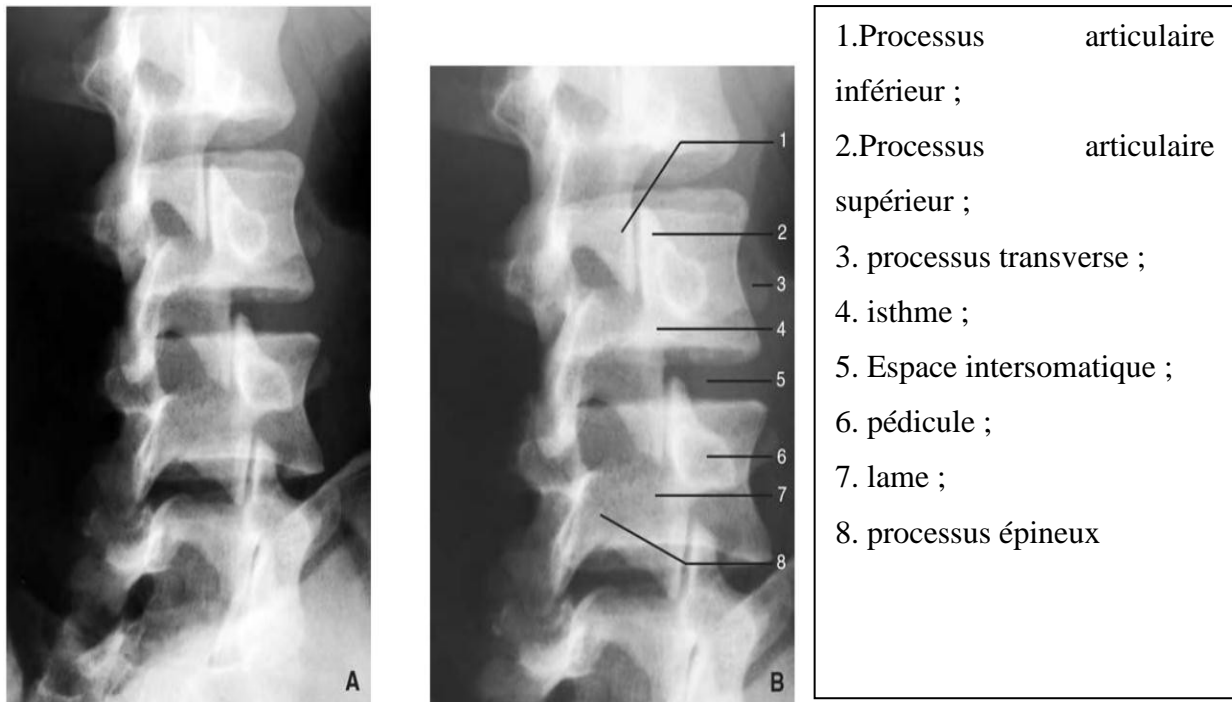 1
2
3
4
5
6
7
8
A
B
1.Processus articulaire
inférieur ;
2.Processus articulaire
supérieur ;
3. processus transverse ;
4. isthme ;
5. Espace intersomatique ;
6. pédicule ;
7. lame ;
8. processus épineux